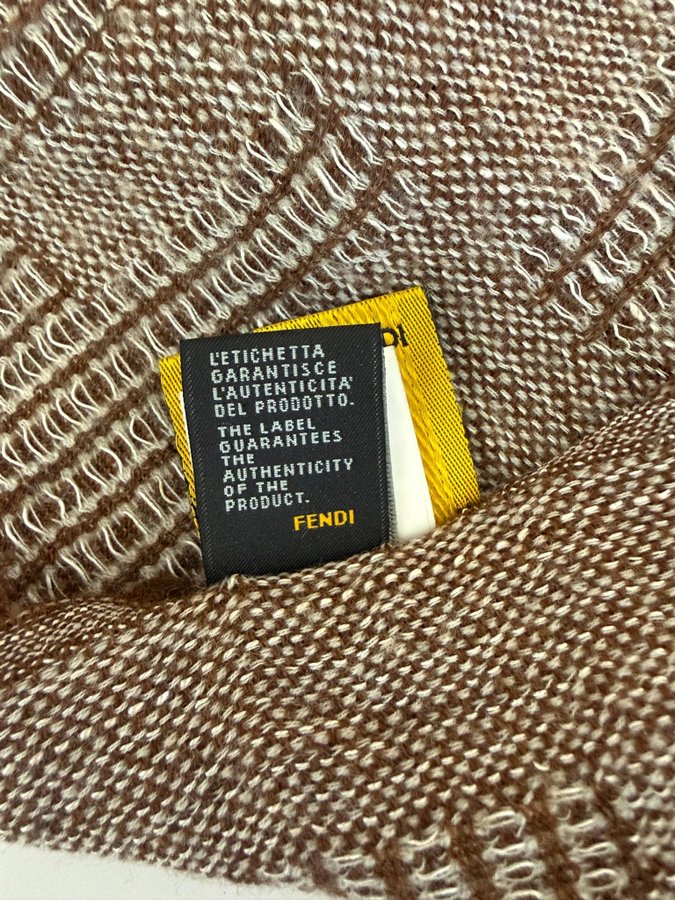 L'ETICHETTA
GARANTISCE
L'AUTENTICITA'
DEL PRODOTTO.
THE LABEL
GUARANTEES
THE
AUTHENTICITY
OF THE
PRODUCT.
FENDI